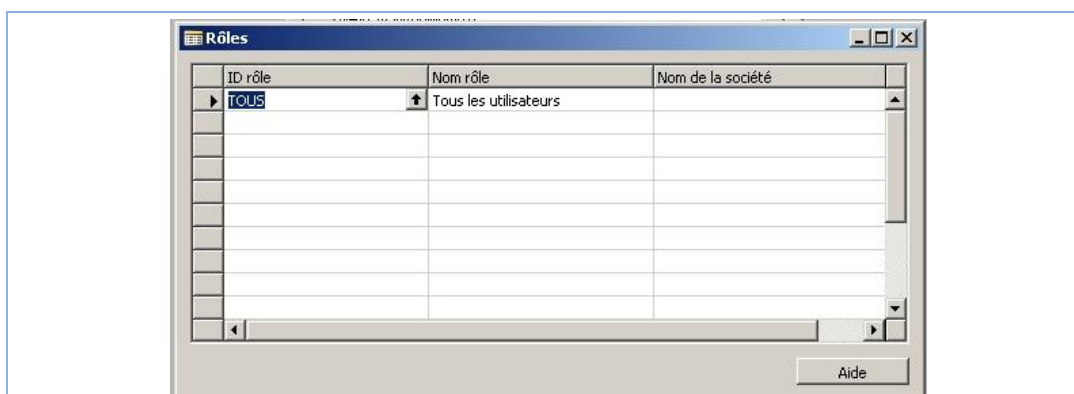 Rôles
ID rôle Nom rôle Nom de la société
TOUS Tous les utilisateurs
Aide